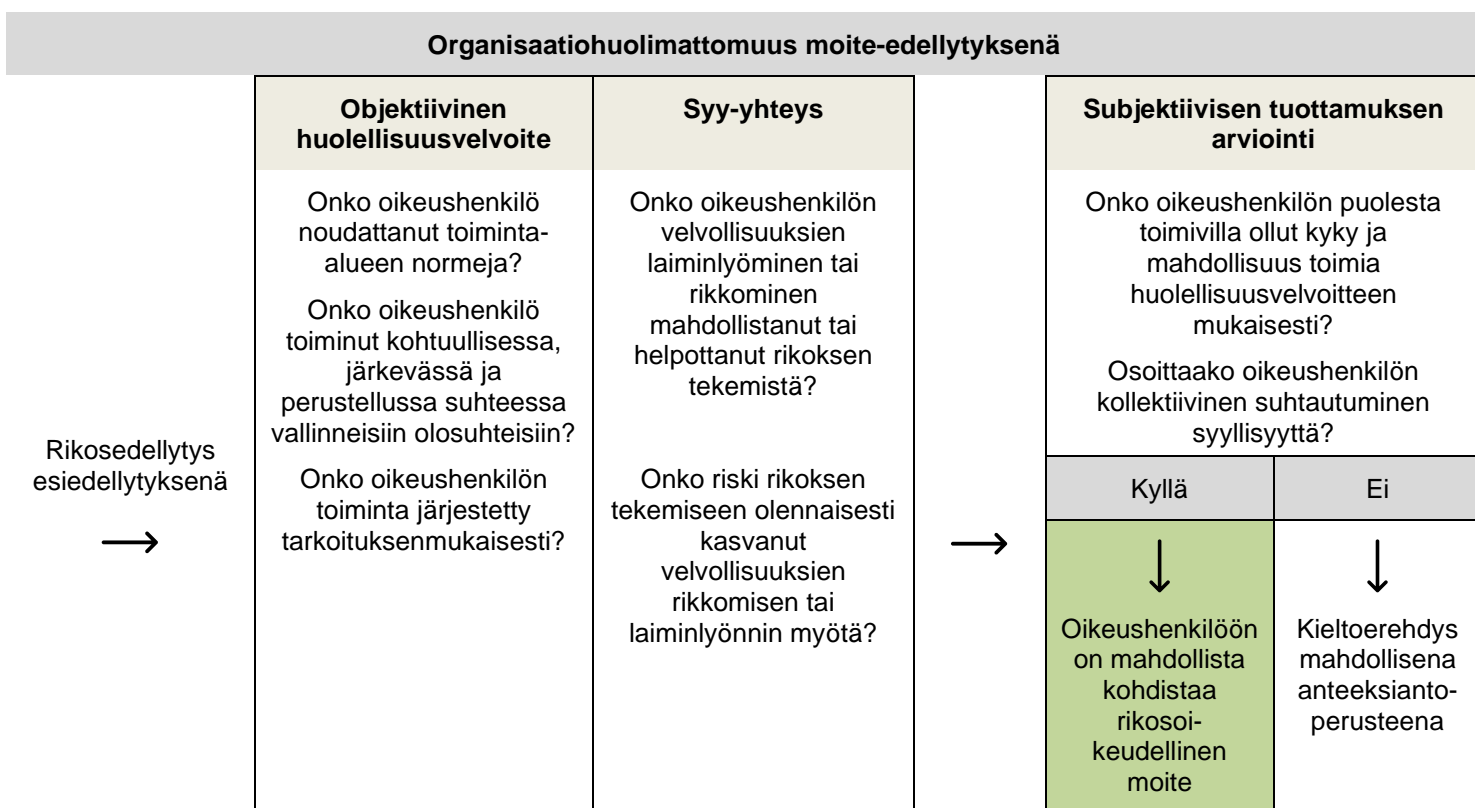 Organisaatiohuolimattomuus moite-edellytyksenä
Rikosedellytys
esiedellytyksenä
Objektiivinen
huolellisuusvelvoite
Onko oikeushenkilö
noudattanut toiminta-
alueen normeja?
Onko oikeushenkilö
toiminut kohtuullisessa,
järkevässä ja
perustellussa suhteessa
vallinneisiin olosuhteisiin?
Onko oikeushenkilön
toiminta järjestetty
tarkoituksenmukaisesti?
Syy-yhteys
Onko oikeushenkilön
velvollisuuksien
laiminlyöminen tai
rikkominen
mahdollistanut tai
helpottanut rikoksen
tekemistä?
Onko riski rikoksen
tekemiseen olennaisesti
kasvanut
velvollisuuksien
rikkomisen tai
laiminlyönnin myötä?
Subjektiivisen tuottamuksen
arviointi
Onko oikeushenkilön puolesta
toimivilla ollut kyky ja
mahdollisuus toimia
huolellisuusvelvoitteen
mukaisesti?
Osoittaako oikeushenkilön
kollektiivinen suhtautuminen
syyllisyyttä?
Kyllä
Oikeushenkilöön
on mahdollista
kohdistaa
rikosoi-
keudellinen
moite
Ei
Kieltoerehdys
mahdollisena
anteeksianto-
perusteena